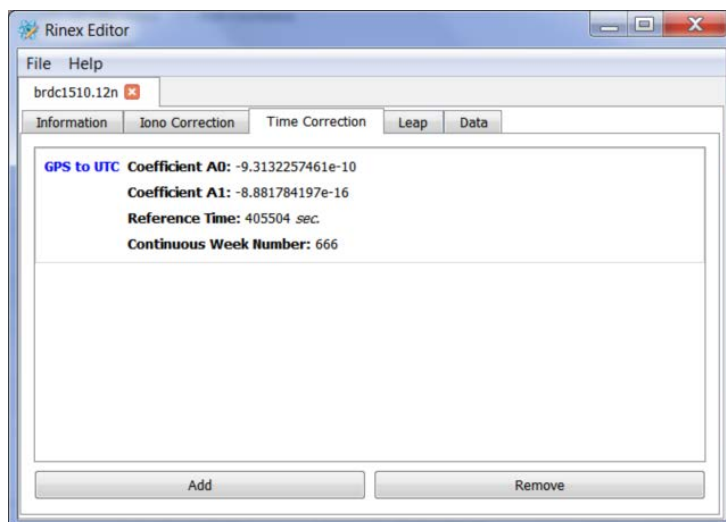 Rinex Editor
File Help
brdc1510.12n
Information Iono Correction Time Correction Leap Data
GPS to UTC Coefficient A0: -9.3132257461e-10
Coefficient A1: -8.881784197e-16
Reference Time: 405504 sec.
Continuous Week Number: 666
Add Remove